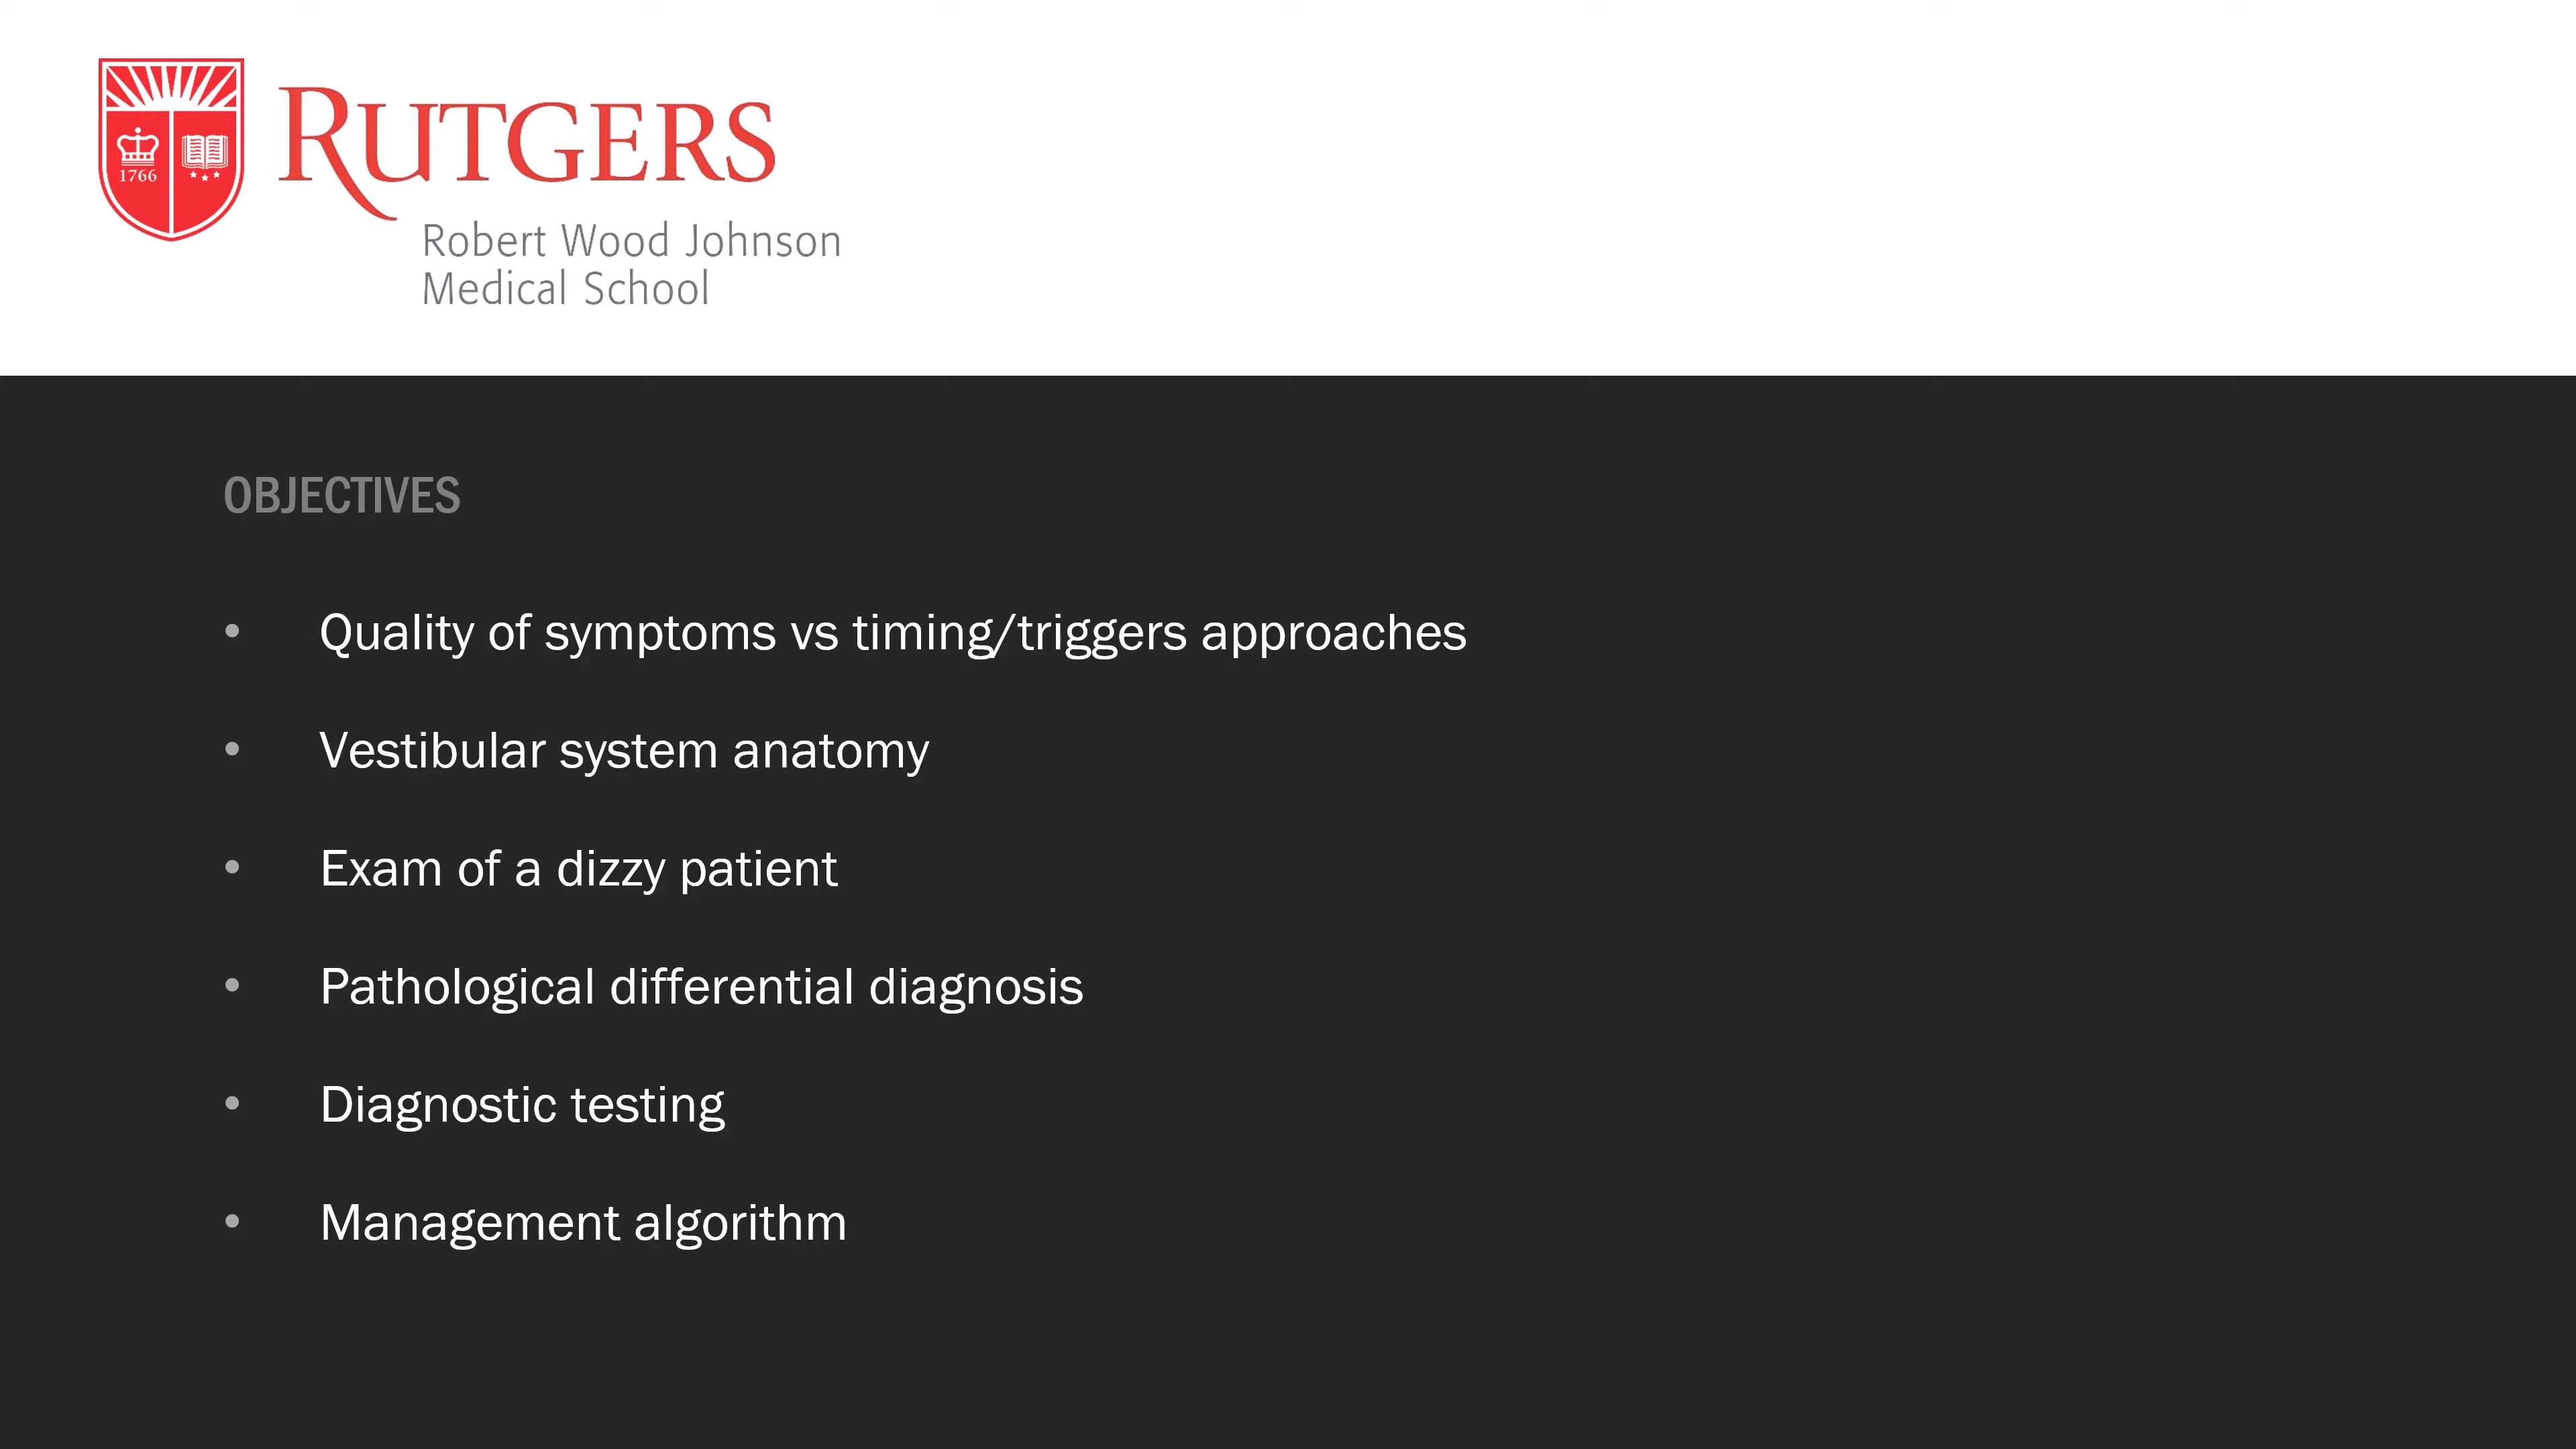 1766
RUTGERS
Robert Wood Johnson
Medical School
OBJECTIVES
• Quality of symptoms vs timing/triggers approaches
• Vestibular system anatomy
• Exam of a dizzy patient
• Pathological differential diagnosis
• Diagnostic testing
• Management algorithm